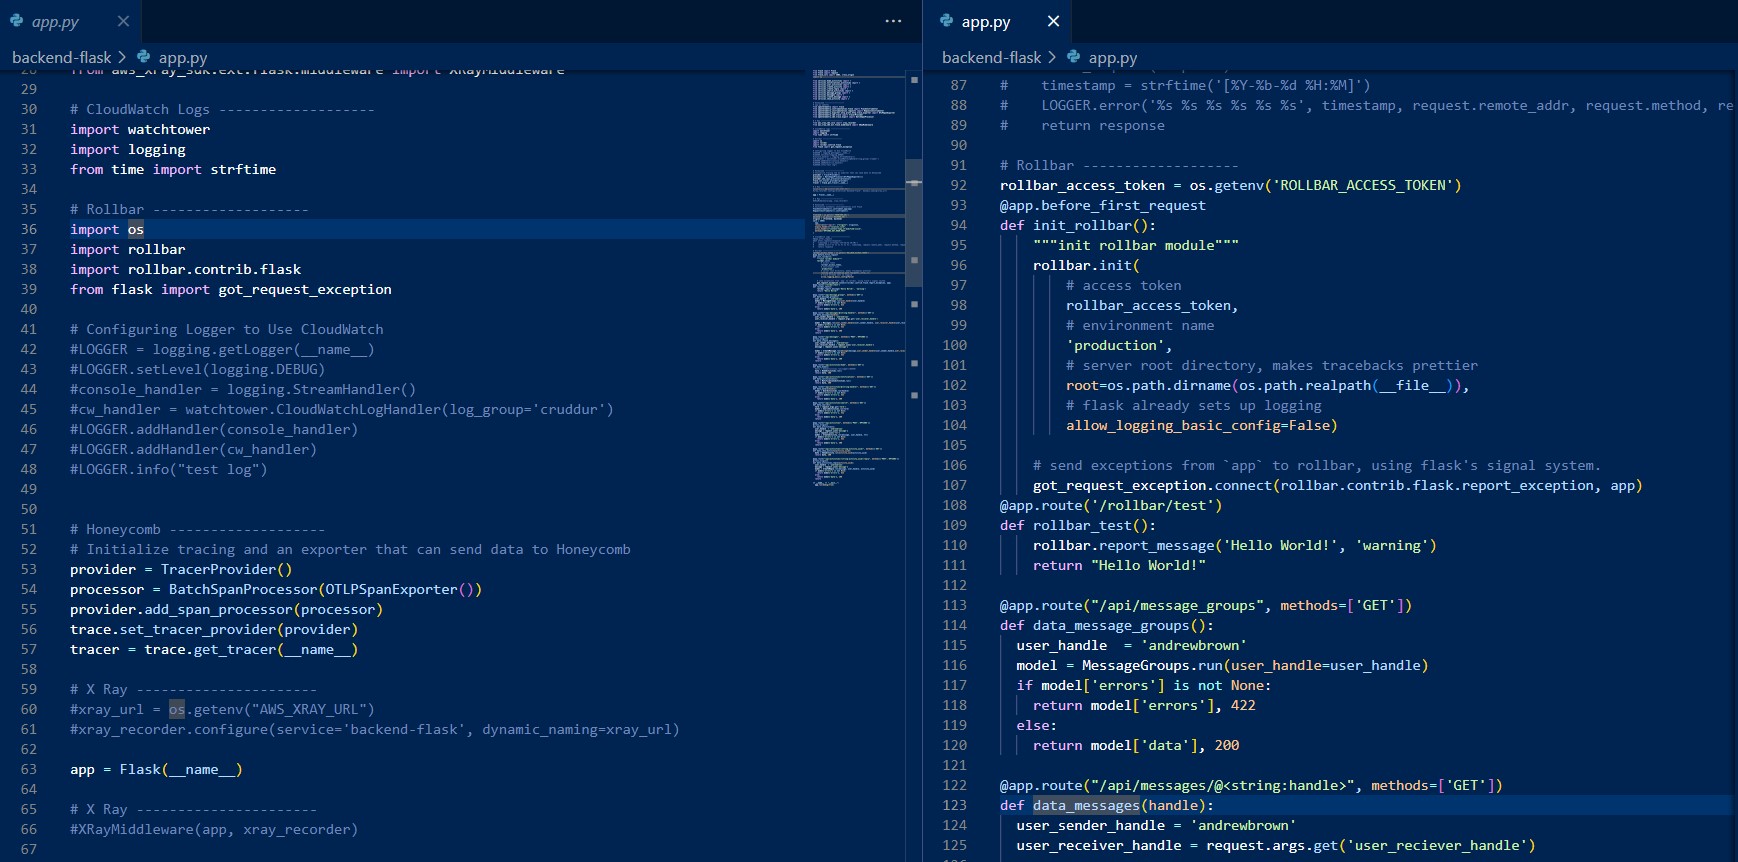 app.py
backend-flask > app.py
28 from aws_xray_sdk.ext.flask.middleware import XRayMiddleware
29
30 # CloudWatch Logs -------------------
31 import watchtower
32 import logging
33 from time import strftime
34
35 # Rollbar -------------------
36 import os
37 import rollbar
38 import rollbar.contrib.flask
39 from flask import got_request_exception
40
41 # Configuring Logger to Use CloudWatch
42 #LOGGER = logging.getLogger(__name__)
43 #LOGGER.setLevel(logging.DEBUG)
44 #console_handler = logging.StreamHandler()
45 #cw_handler = watchtower.CloudWatchLogHandler(log_group='cruddur')
46 #LOGGER.addHandler(console_handler)
47 #LOGGER.addHandler(cw_handler)
48 #LOGGER.info("test log")
49
50
51 # Honeycomb -------------------
52 # Initialize tracing and an exporter that can send data to Honeycomb
53 provider = TracerProvider()
54 processor = BatchSpanProcessor(OTLPSpanExporter())
55 provider.add_span_processor(processor)
56 trace.set_tracer_provider(provider)
57 tracer = trace.get_tracer(__name__)
58
59 # X Ray ----------------------
60 #xray_url = os.getenv("AWS_XRAY_URL")
61 #xray_recorder.configure(service='backend-flask', dynamic_naming=xray_url)
62
63 app = Flask(__name__)
64
65 # X Ray ----------------------
66 #XRayMiddleware(app, xray_recorder)
67
app.py
backend-flask > app.py
87 #    timestamp = strftime('[%Y-%b-%d %H:%M]')
88 #    LOGGER.error('%s %s %s %s %s %s', timestamp, request.remote_addr, request.method, re
89 #    return response
90
91 # Rollbar -------------------
92 rollbar_access_token = os.getenv('ROLLBAR_ACCESS_TOKEN')
93 @app.before_first_request
94 def init_rollbar():
95     """init rollbar module"""
96     rollbar.init(
97         # access token
98         rollbar_access_token,
99         # environment name
100         'production',
101         # server root directory, makes tracebacks prettier
102         root=os.path.dirname(os.path.realpath(__file__)),
103         # flask already sets up logging
104         allow_logging_basic_config=False)
105
106     # send exceptions from `app` to rollbar, using flask's signal system.
107     got_request_exception.connect(rollbar.contrib.flask.report_exception, app)
108 @app.route('/rollbar/test')
109 def rollbar_test():
110     rollbar.report_message('Hello World!', 'warning')
111     return "Hello World!"
112
113 @app.route("/api/message_groups", methods=['GET'])
114 def data_message_groups():
115   user_handle  = 'andrewbrown'
116   model = MessageGroups.run(user_handle=user_handle)
117   if model['errors'] is not None:
118     return model['errors'], 422
119   else:
120     return model['data'], 200
121
122 @app.route("/api/messages/@<string:handle>", methods=['GET'])
123 def data_messages(handle):
124   user_sender_handle = 'andrewbrown'
125   user_receiver_handle = request.args.get('user_reciever_handle')